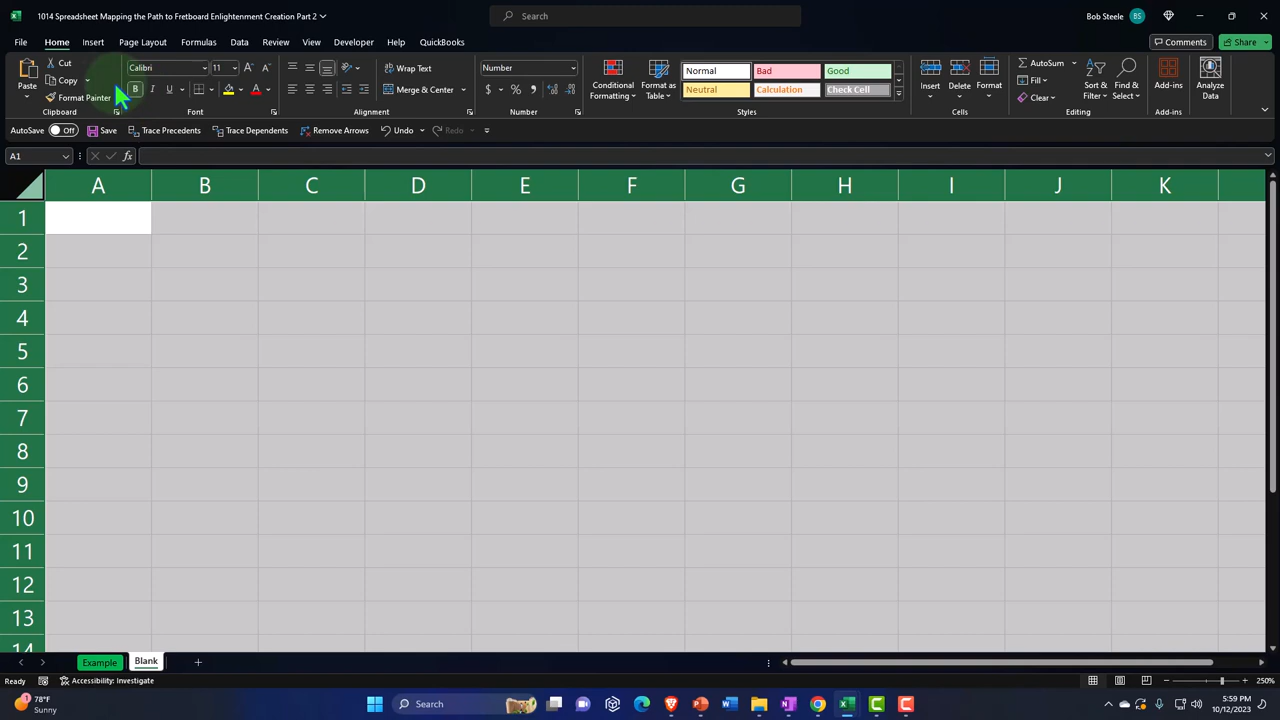 1014 Spreadsheet Mapping the Path to Fretboard Enlightenment Creation Part 2
Search
Bob Steele BS
File Home Insert Page Layout Formulas Data Review View Developer Help QuickBooks
Comments Share
Paste
Cut
Format Painter
Clipboard
Calibri 11
B I U
Font
Wrap Text
Merge & Center
Alignment
Number
$ % ,
Number
Conditional Formatting
Format as Table
Normal Bad Good
Neutral Calculation Check Cell
Styles
Insert Delete Format
Cells
AutoSum
Fill
Clear
Sort & Filter
Find & Select
Editing
Add-ins
Add-ins
Analyze Data
AutoSave Off Save Trace Precedents Trace Dependents Remove Arrows Undo Redo
A1 fx
A B C D E F G H I J K
1
2
3
4
5
6
7
8
9
10
11
12
13
14
Example Blank
Ready Accessibility: Investigate 250%
78°F
Sunny
Search
5:59 PM
10/12/2023